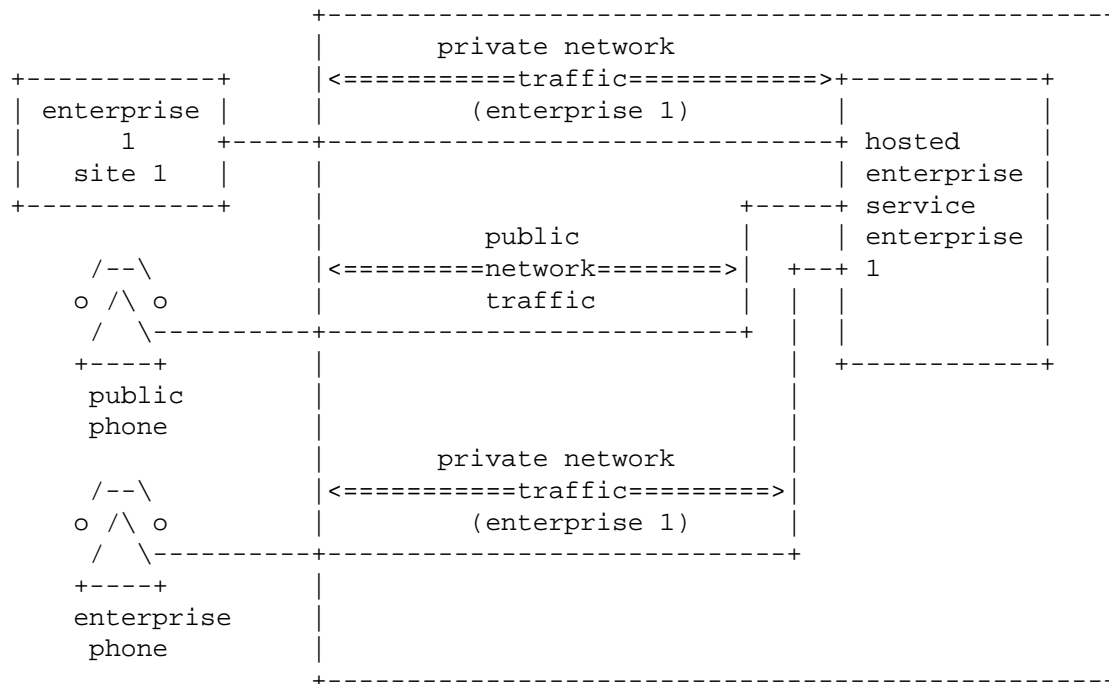 private network
<===========traffic============>
enterprise (enterprise 1)
1 hosted
site 1 enterprise
service
public enterprise
<=========network========> 1
traffic
public
phone
private network
<===========traffic=========>
(enterprise 1)
enterprise
phone